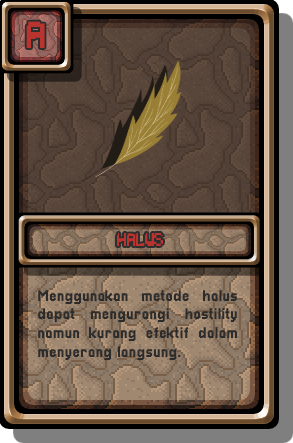 A
HALUS
Menggunakan metode halus
dapat mengurangi hostility
namun kurang efektif dalam
menyerang langsung.